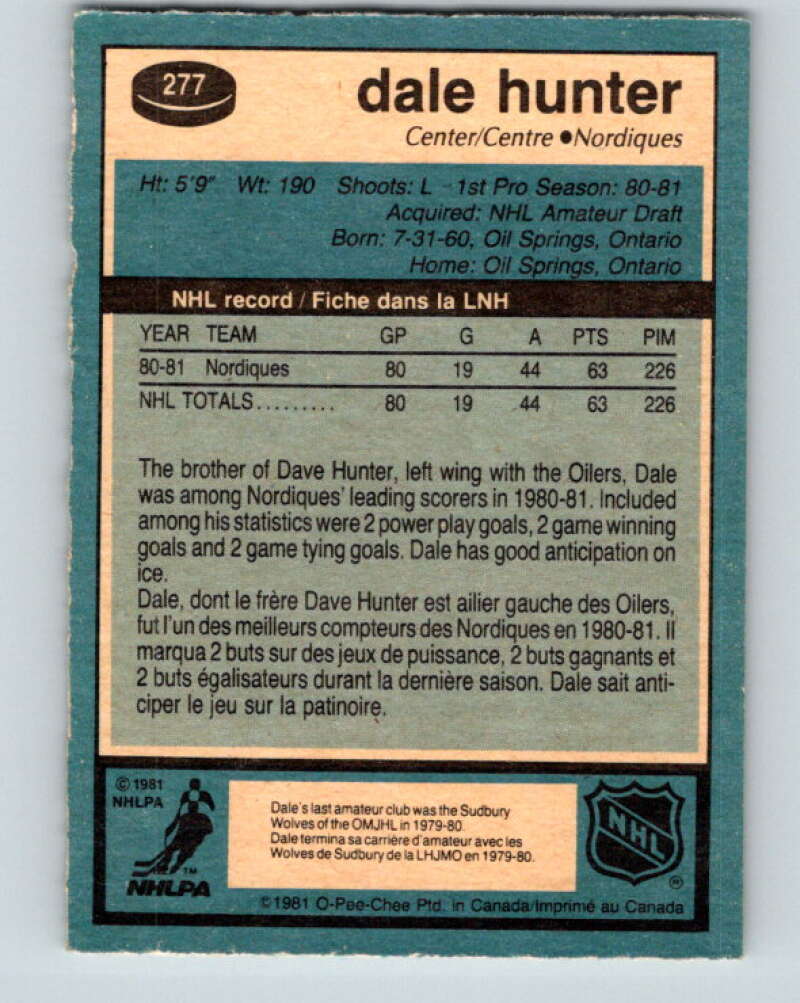 277
dale hunter
Center/Centre ●Nordiques
Ht: 5'9" Wt: 190 Shoots: L - 1st Pro Season: 80-81
Acquired: NHL Amateur Draft
Born: 7-31-60, Oil Springs, Ontario
Home: Oil Springs, Ontario
NHL record / Fiche dans la LNH
YEAR TEAM GP G A PTS PIM
80-81 Nordiques 80 19 44 63 226
NHL TOTALS......... 80 19 44 63 226
The brother of Dave Hunter, left wing with the Oilers, Dale
was among Nordiques' leading scorers in 1980-81. Included
among his statistics were 2 power play goals, 2 game winning
goals and 2 game tying goals. Dale has good anticipation on
ice.
Dale, dont le frère Dave Hunter est ailier gauche des Oilers,
fut l'un des meilleurs compteurs des Nordiques en 1980-81. Il
marqua 2 buts sur des jeux de puissance, 2 buts gagnants et
2 buts égalisateurs durant la dernière saison. Dale sait anti-
ciper le jeu sur la patinoire.
© 1981
NHLPA
TM
NHLPA
Dale's last amateur club was the Sudbury
Wolves of the OMJHL in 1979-80.
Dale termina sa carrière d'amateur avec les
Wolves de Sudbury de la LHJMO en 1979-80.
NHL
®
© 1981 O-Pee-Chee Ptd. in Canada/Imprimé au Canada